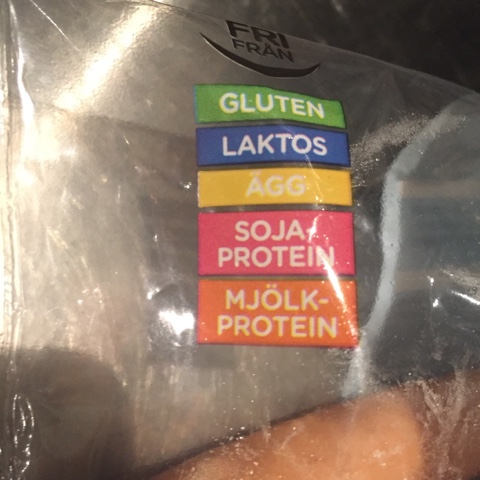 FRI
FRÅN
GLUTEN
LAKTOS
ÄGG
SOJA-
PROTEIN
MJÖLK-
PROTEIN